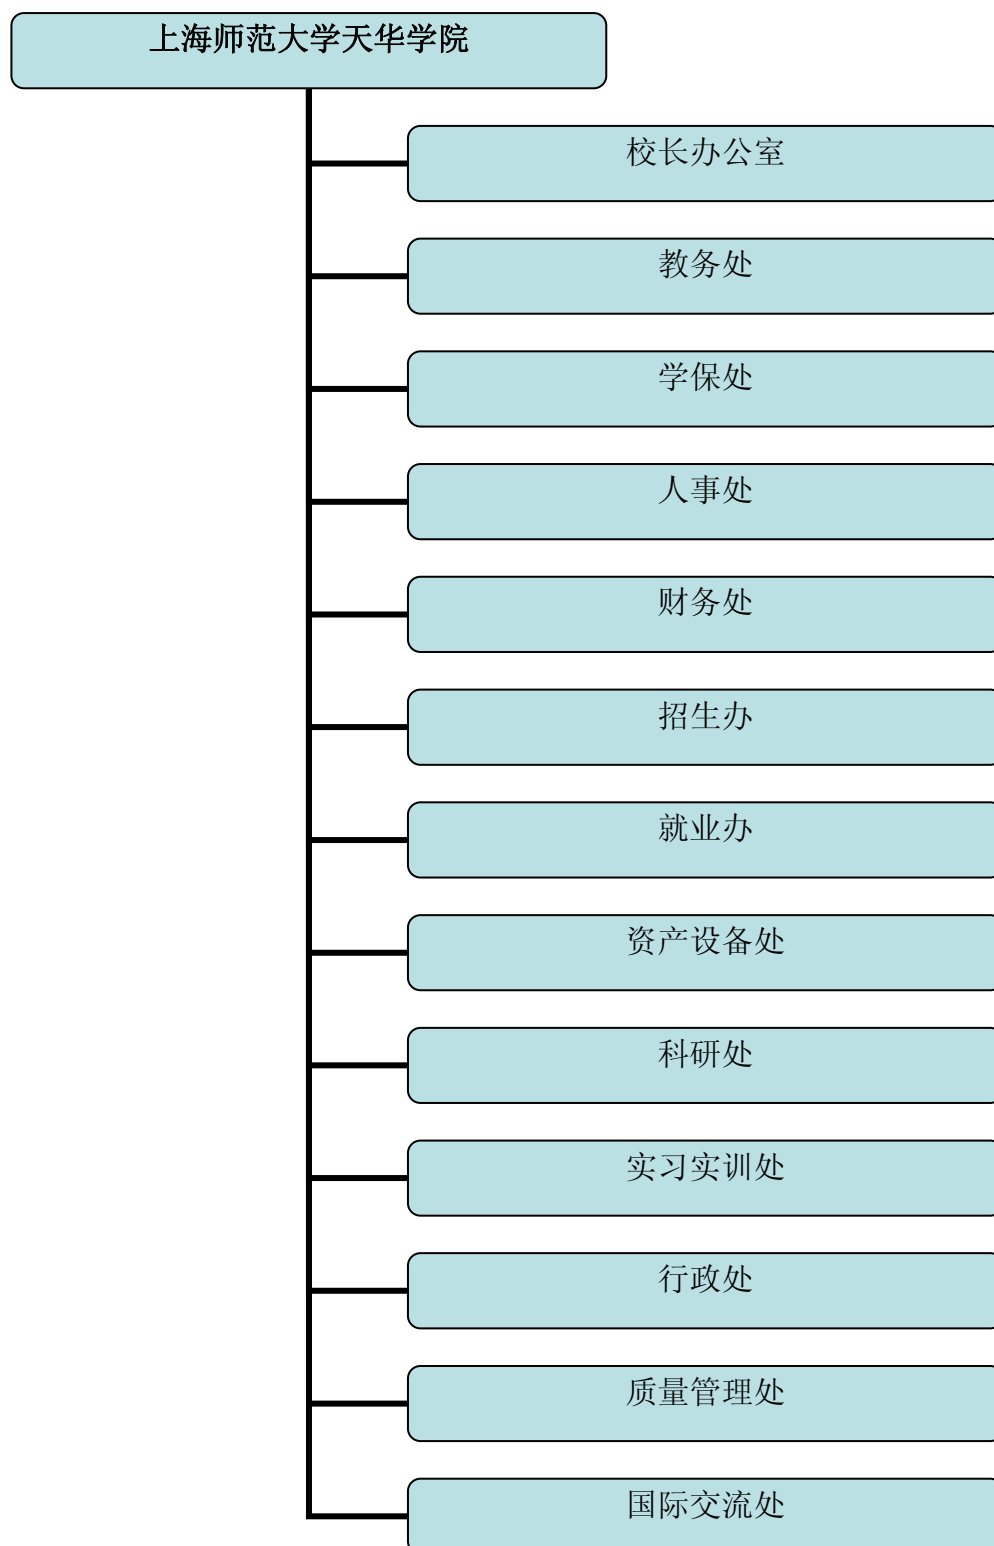 上海师范大学天华学院
校长办公室
教务处
学保处
人事处
财务处
招生办
就业办
资产设备处
科研处
实习实训处
行政处
质量管理处
国际交流处